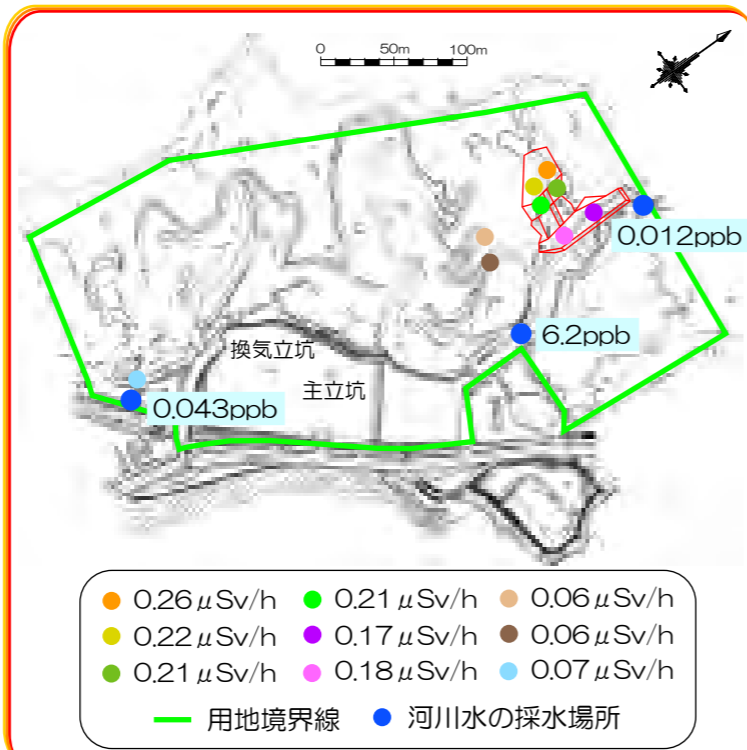 0 50m 100m
0.012ppb
6.2ppb
換気立坑
主立坑
0.043ppb
0.26μSv/h 0.21μSv/h 0.06μSv/h
0.22μSv/h 0.17μSv/h 0.06μSv/h
0.21μSv/h 0.18μSv/h 0.07μSv/h
用地境界線 河川水の採水場所